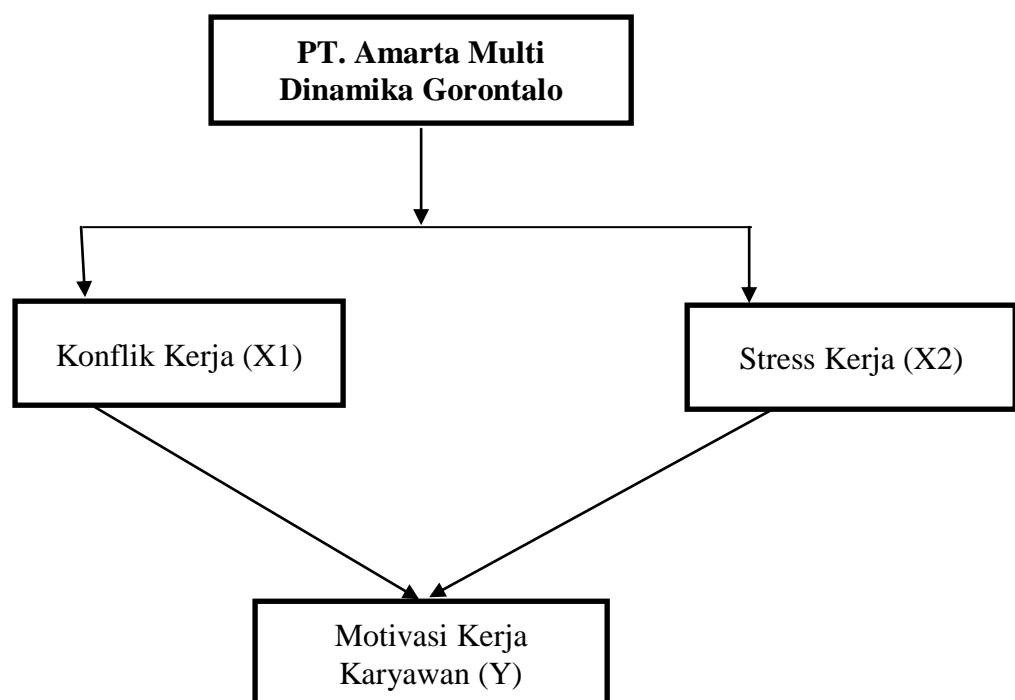 PT. Amarta Multi
Dinamika Gorontalo
Konflik Kerja (X1)
Stress Kerja (X2)
Motivasi Kerja
Karyawan (Y)